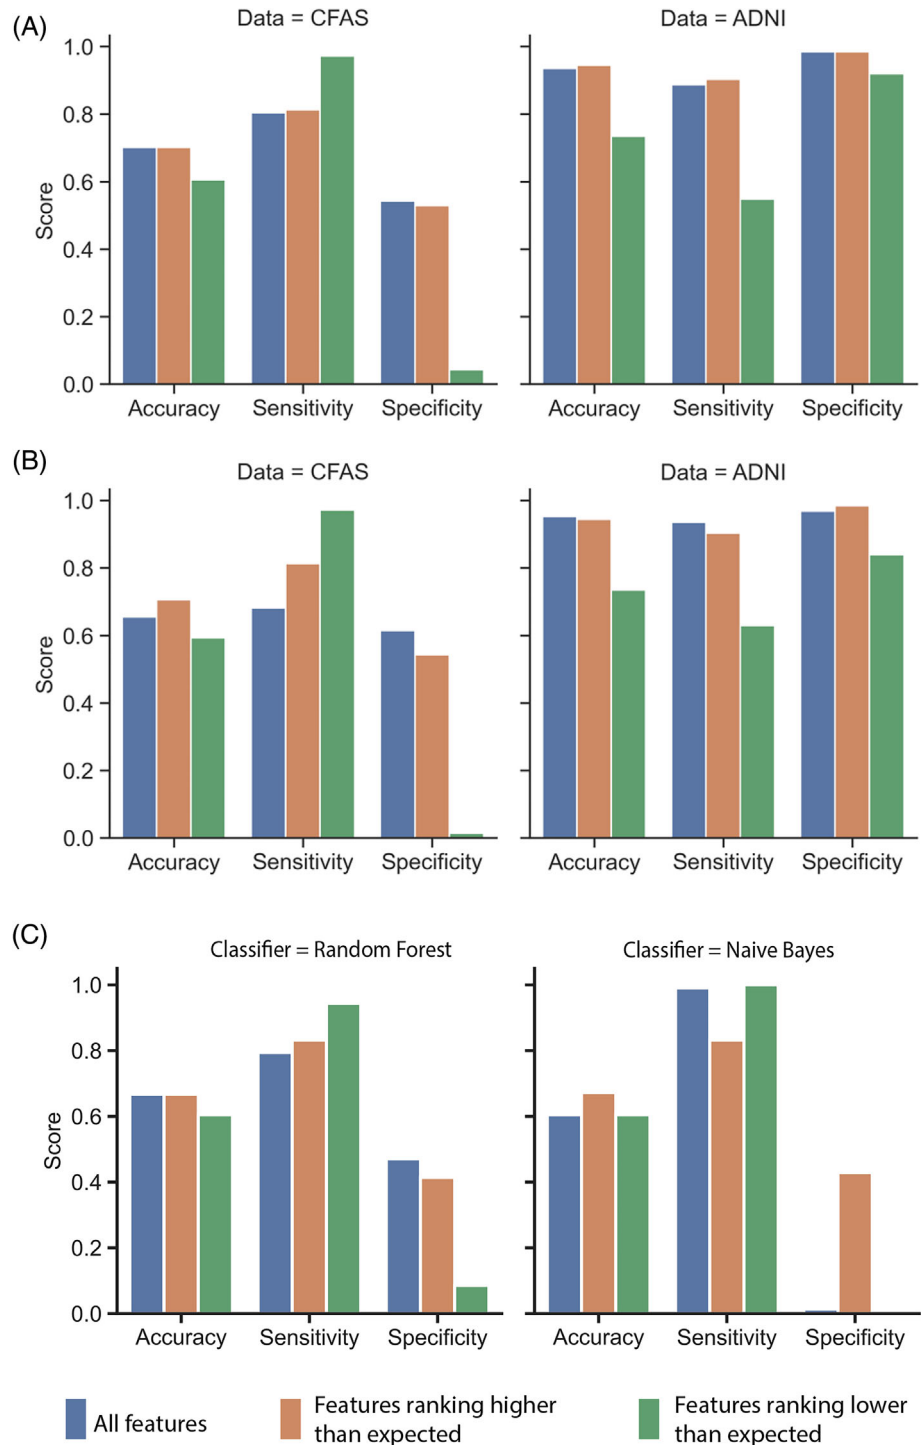 (A)
Data = CFAS
Data = ADNI
1.0
0.8
0.6
0.4
0.2
0.0
Score
Accuracy
Sensitivity
Specificity
Accuracy
Sensitivity
Specificity
(B)
Data = CFAS
Data = ADNI
1.0
0.8
0.6
0.4
0.2
0.0
Score
Accuracy
Sensitivity
Specificity
Accuracy
Sensitivity
Specificity
(C)
Classifier = Random Forest
Classifier = Naive Bayes
1.0
0.8
0.6
0.4
0.2
0.0
Score
Accuracy
Sensitivity
Specificity
Accuracy
Sensitivity
Specificity
All features
Features ranking higher
than expected
Features ranking lower
than expected